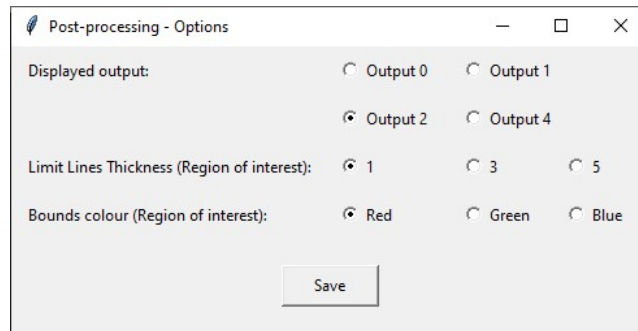 Post-processing - Options
Displayed output: Output 0 Output 1
Output 2 Output 4
Limit Lines Thickness (Region of interest): 1 3 5
Bounds colour (Region of interest): Red Green Blue
Save